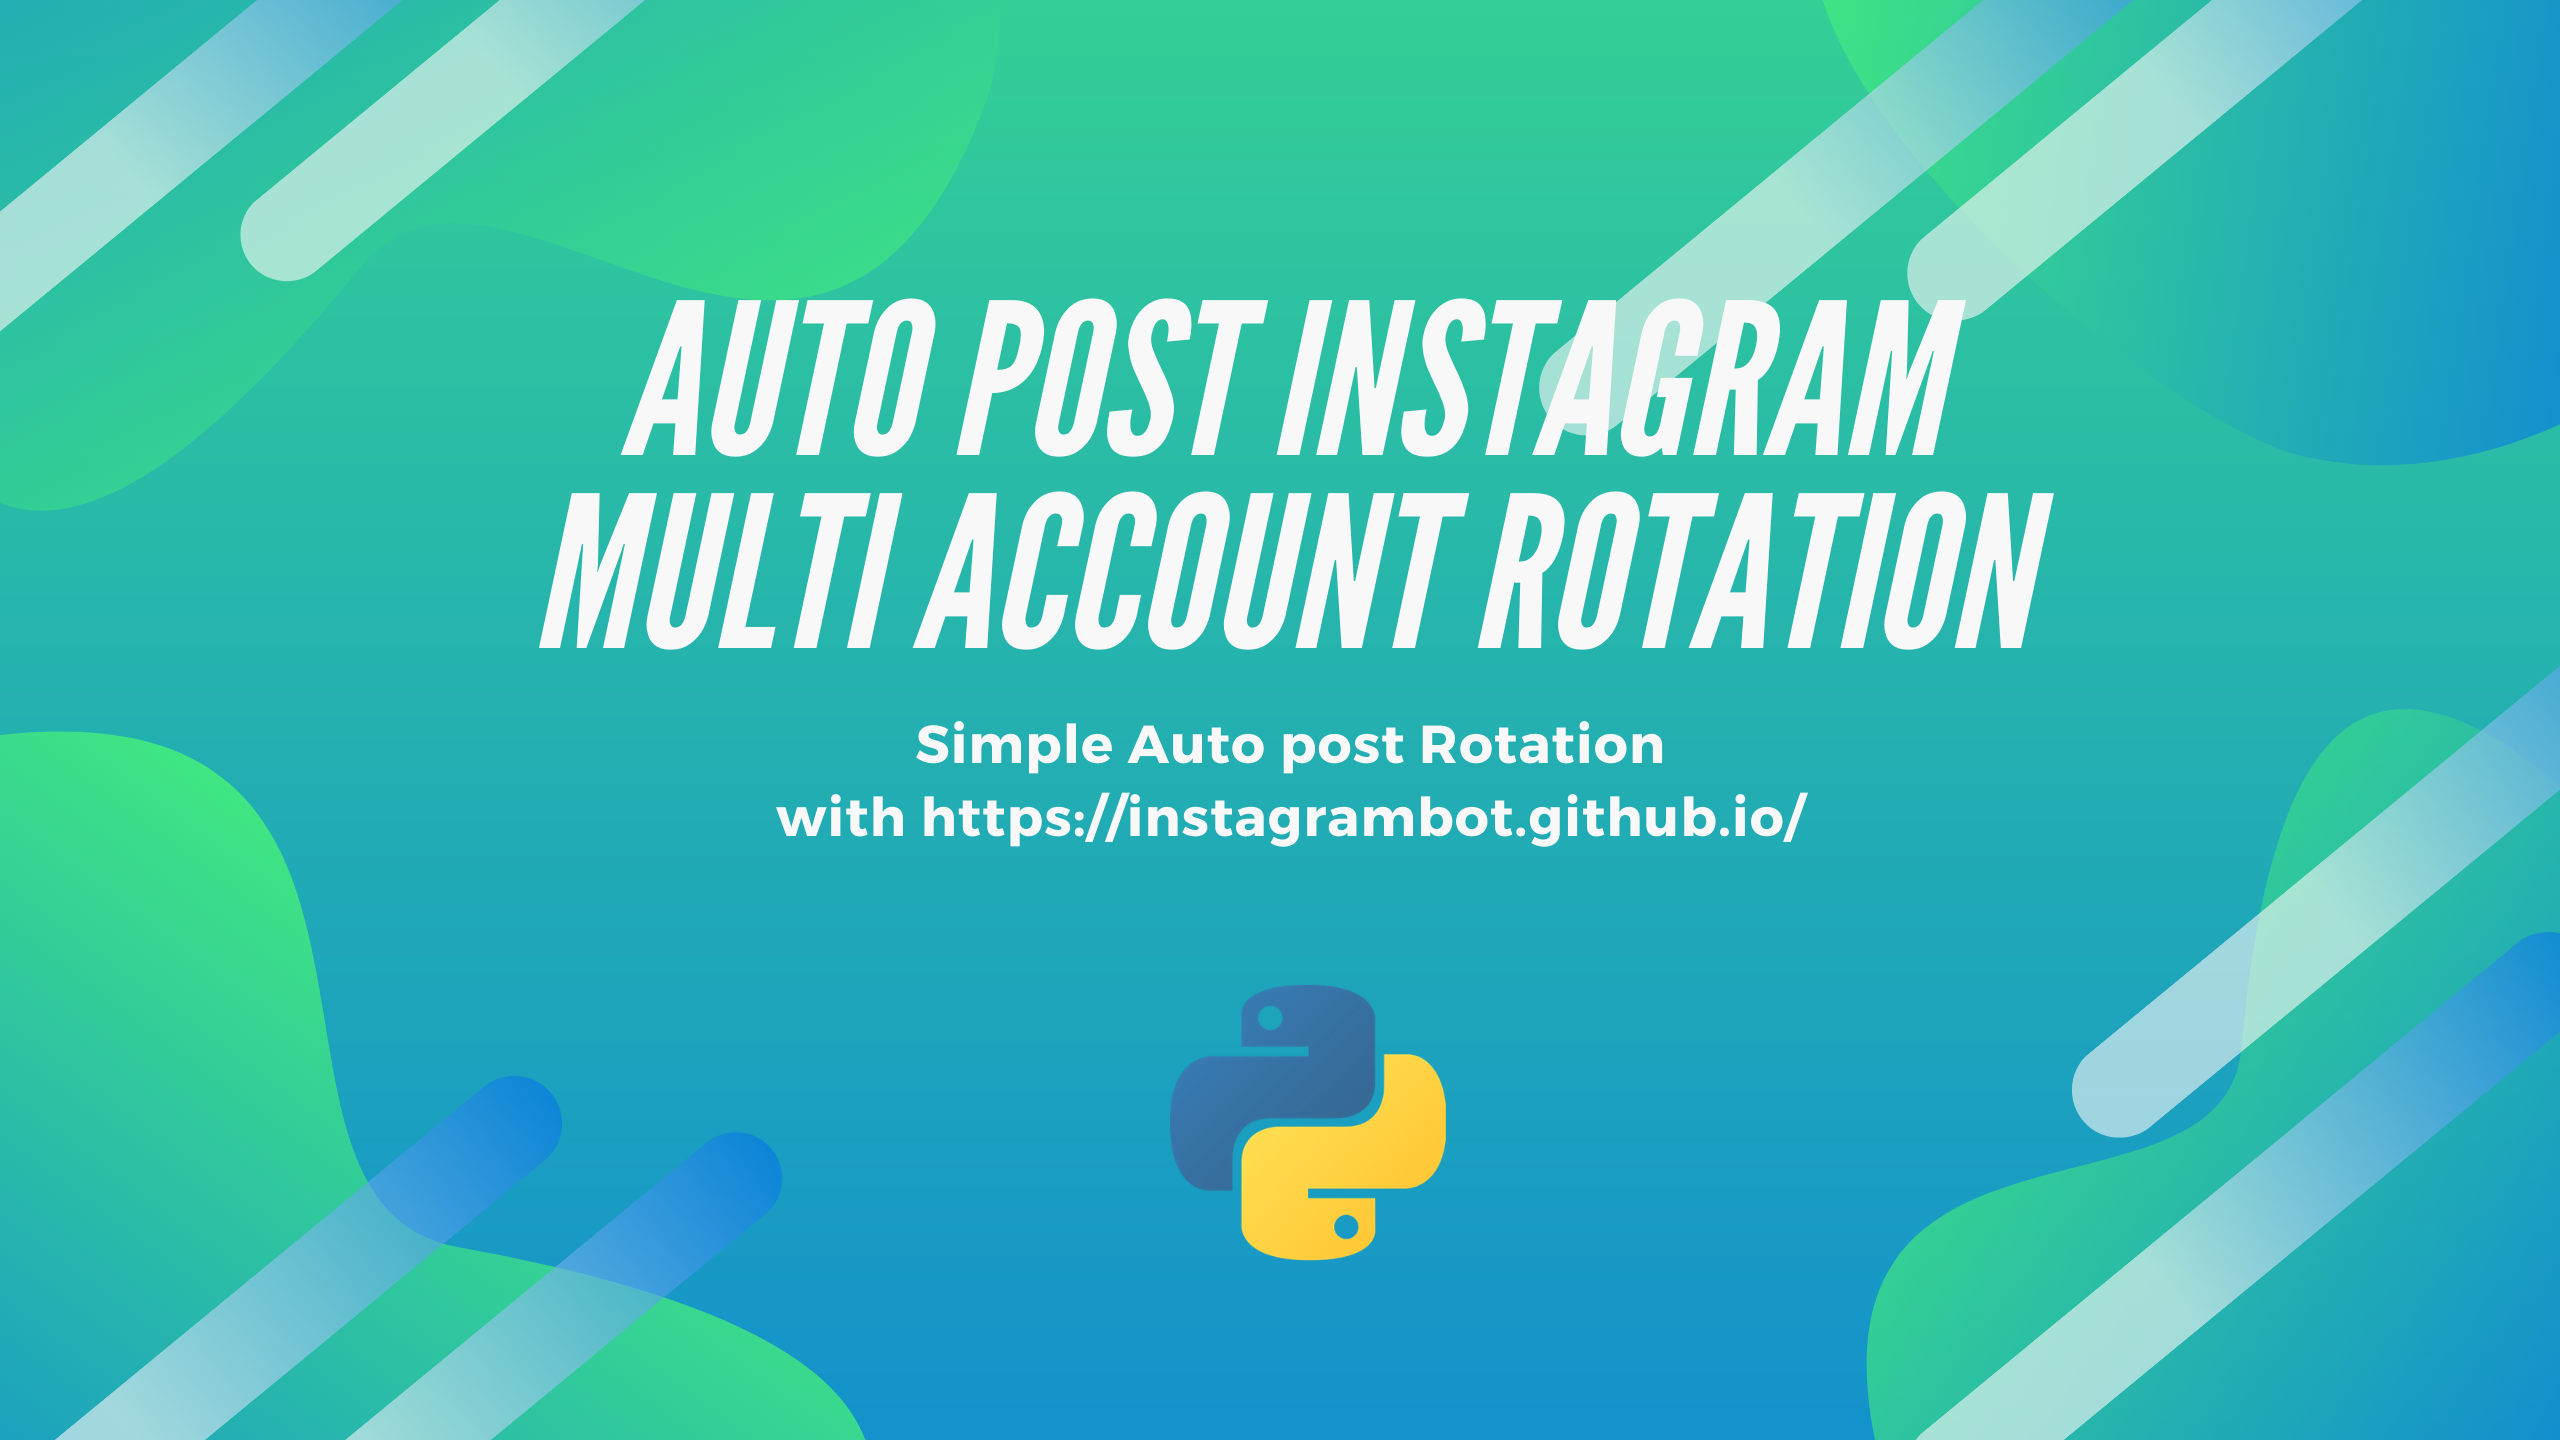 AUTO POST INSTAGRAM
MULTI ACCOUNT ROTATION
Simple Auto post Rotation
with https://instagrambot.github.io/